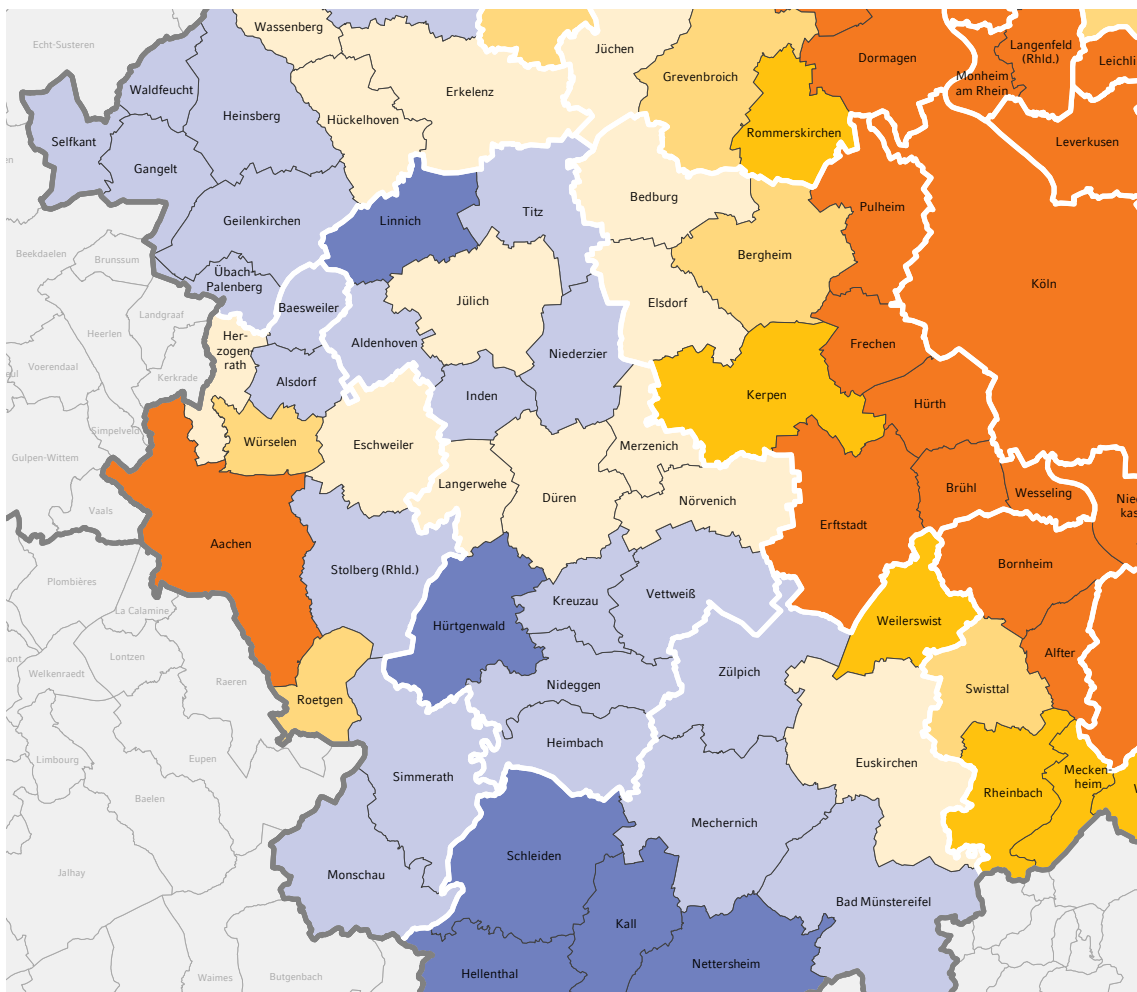 Wassenberg
Echt-Susteren
Jüchen
Dormagen
Langenfeld
(Rhld.)
Leichli
Waldfeucht
Erkelenz
Grevenbroich
Monheim
am Rhein
Heinsberg
Hückelhoven
Rommerskirchen
Selfkant
Leverkusen
Gangelt
Bedburg
Pulheim
Geilenkirchen
Linnich
Titz
Beekdaelen
Brunssum
Bergheim
Übach-
Palenberg
Köln
Jülich
Elsdorf
Baesweiler
Landgraaf
Heerlen
Her-
zogen-
rath
Aldenhoven
Niederzier
Frechen
Voerendaal
Kerkrade
Alsdorf
Inden
Kerpen
Hürth
Simpelveld
Würselen
Eschweiler
Merzenich
Gulpen-Wittem
Langerwehe
Düren
Nörvenich
Brühl
Wesseling
Nie
kas
Vaals
Erftstadt
Aachen
Stolberg (Rhld.)
Bornheim
Plombières
Kreuzau
Vettweiß
La Calamine
Hürtgenwald
Weilerswist
Lontzen
Alfter
Welkenraedt
Raeren
Zülpich
Nideggen
Swisttal
Roetgen
Heimbach
Limbourg
Eupen
Euskirchen
Simmerath
Mecken-
heim
Rheinbach
Baelen
Mechernich
Schleiden
Jalhay
Monschau
Bad Münstereifel
Kall
Nettersheim
Hellenthal
Waimes
Butgenbach